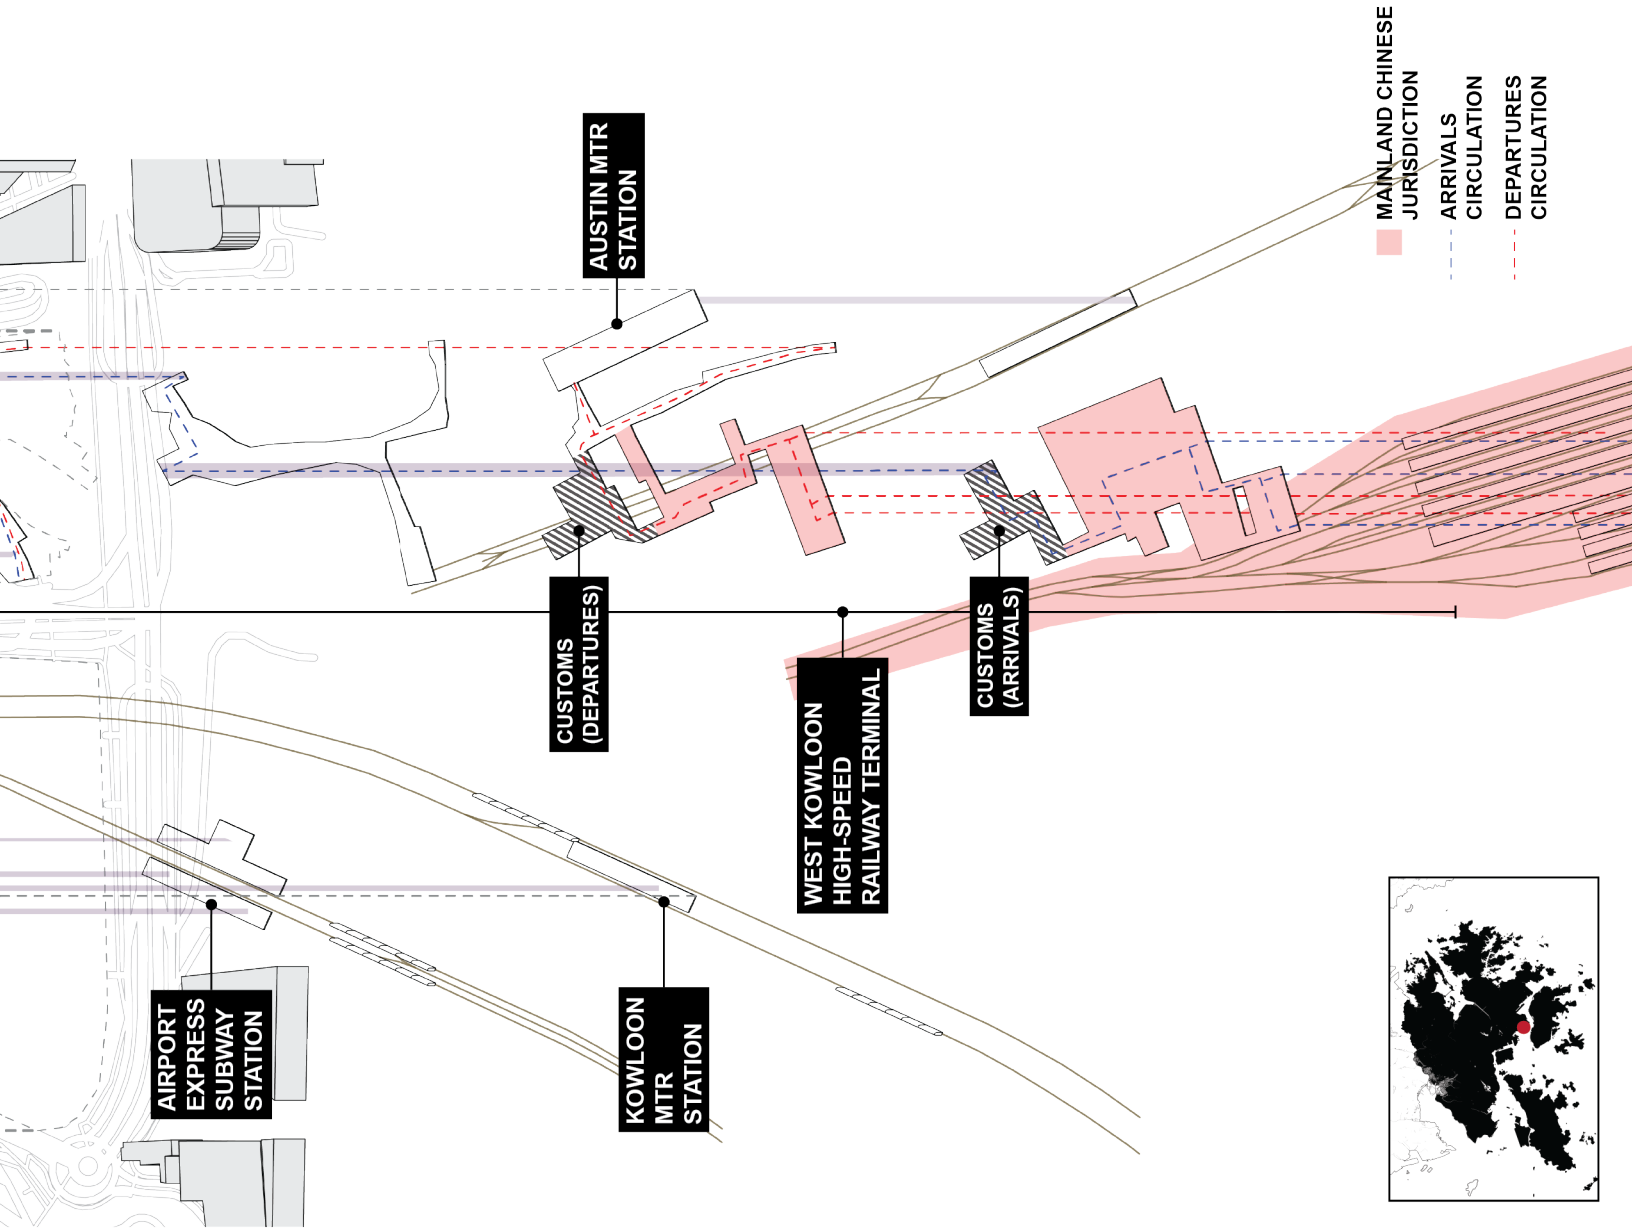 AIRPORT
EXPRESS
SUBWAY
STATION
CUSTOMS
(DEPARTURES)
AUSTIN MTR
STATION
KOWLOON
MTR
STATION
WEST KOWLOON
HIGH-SPEED
RAILWAY TERMINAL
CUSTOMS
(ARRIVALS)
MAINLAND CHINESE
JURISDICTION
ARRIVALS
CIRCULATION
DEPARTURES
CIRCULATION